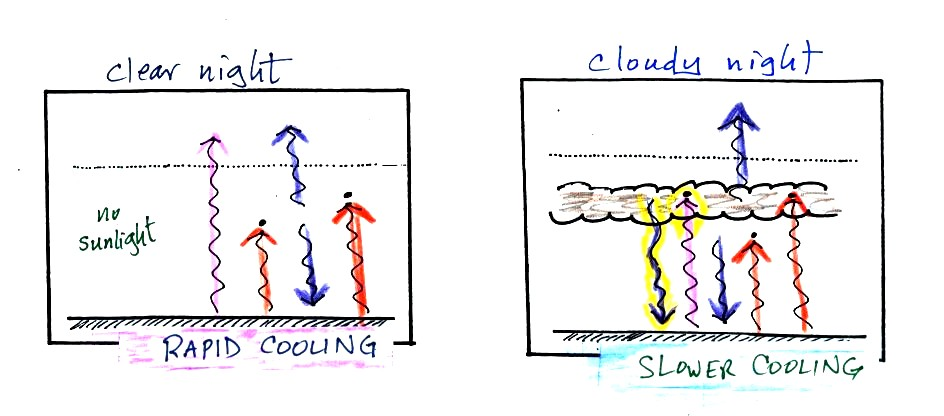 clear night
no
sunlight
RAPID COOLING
cloudy night
SLOWER COOLING